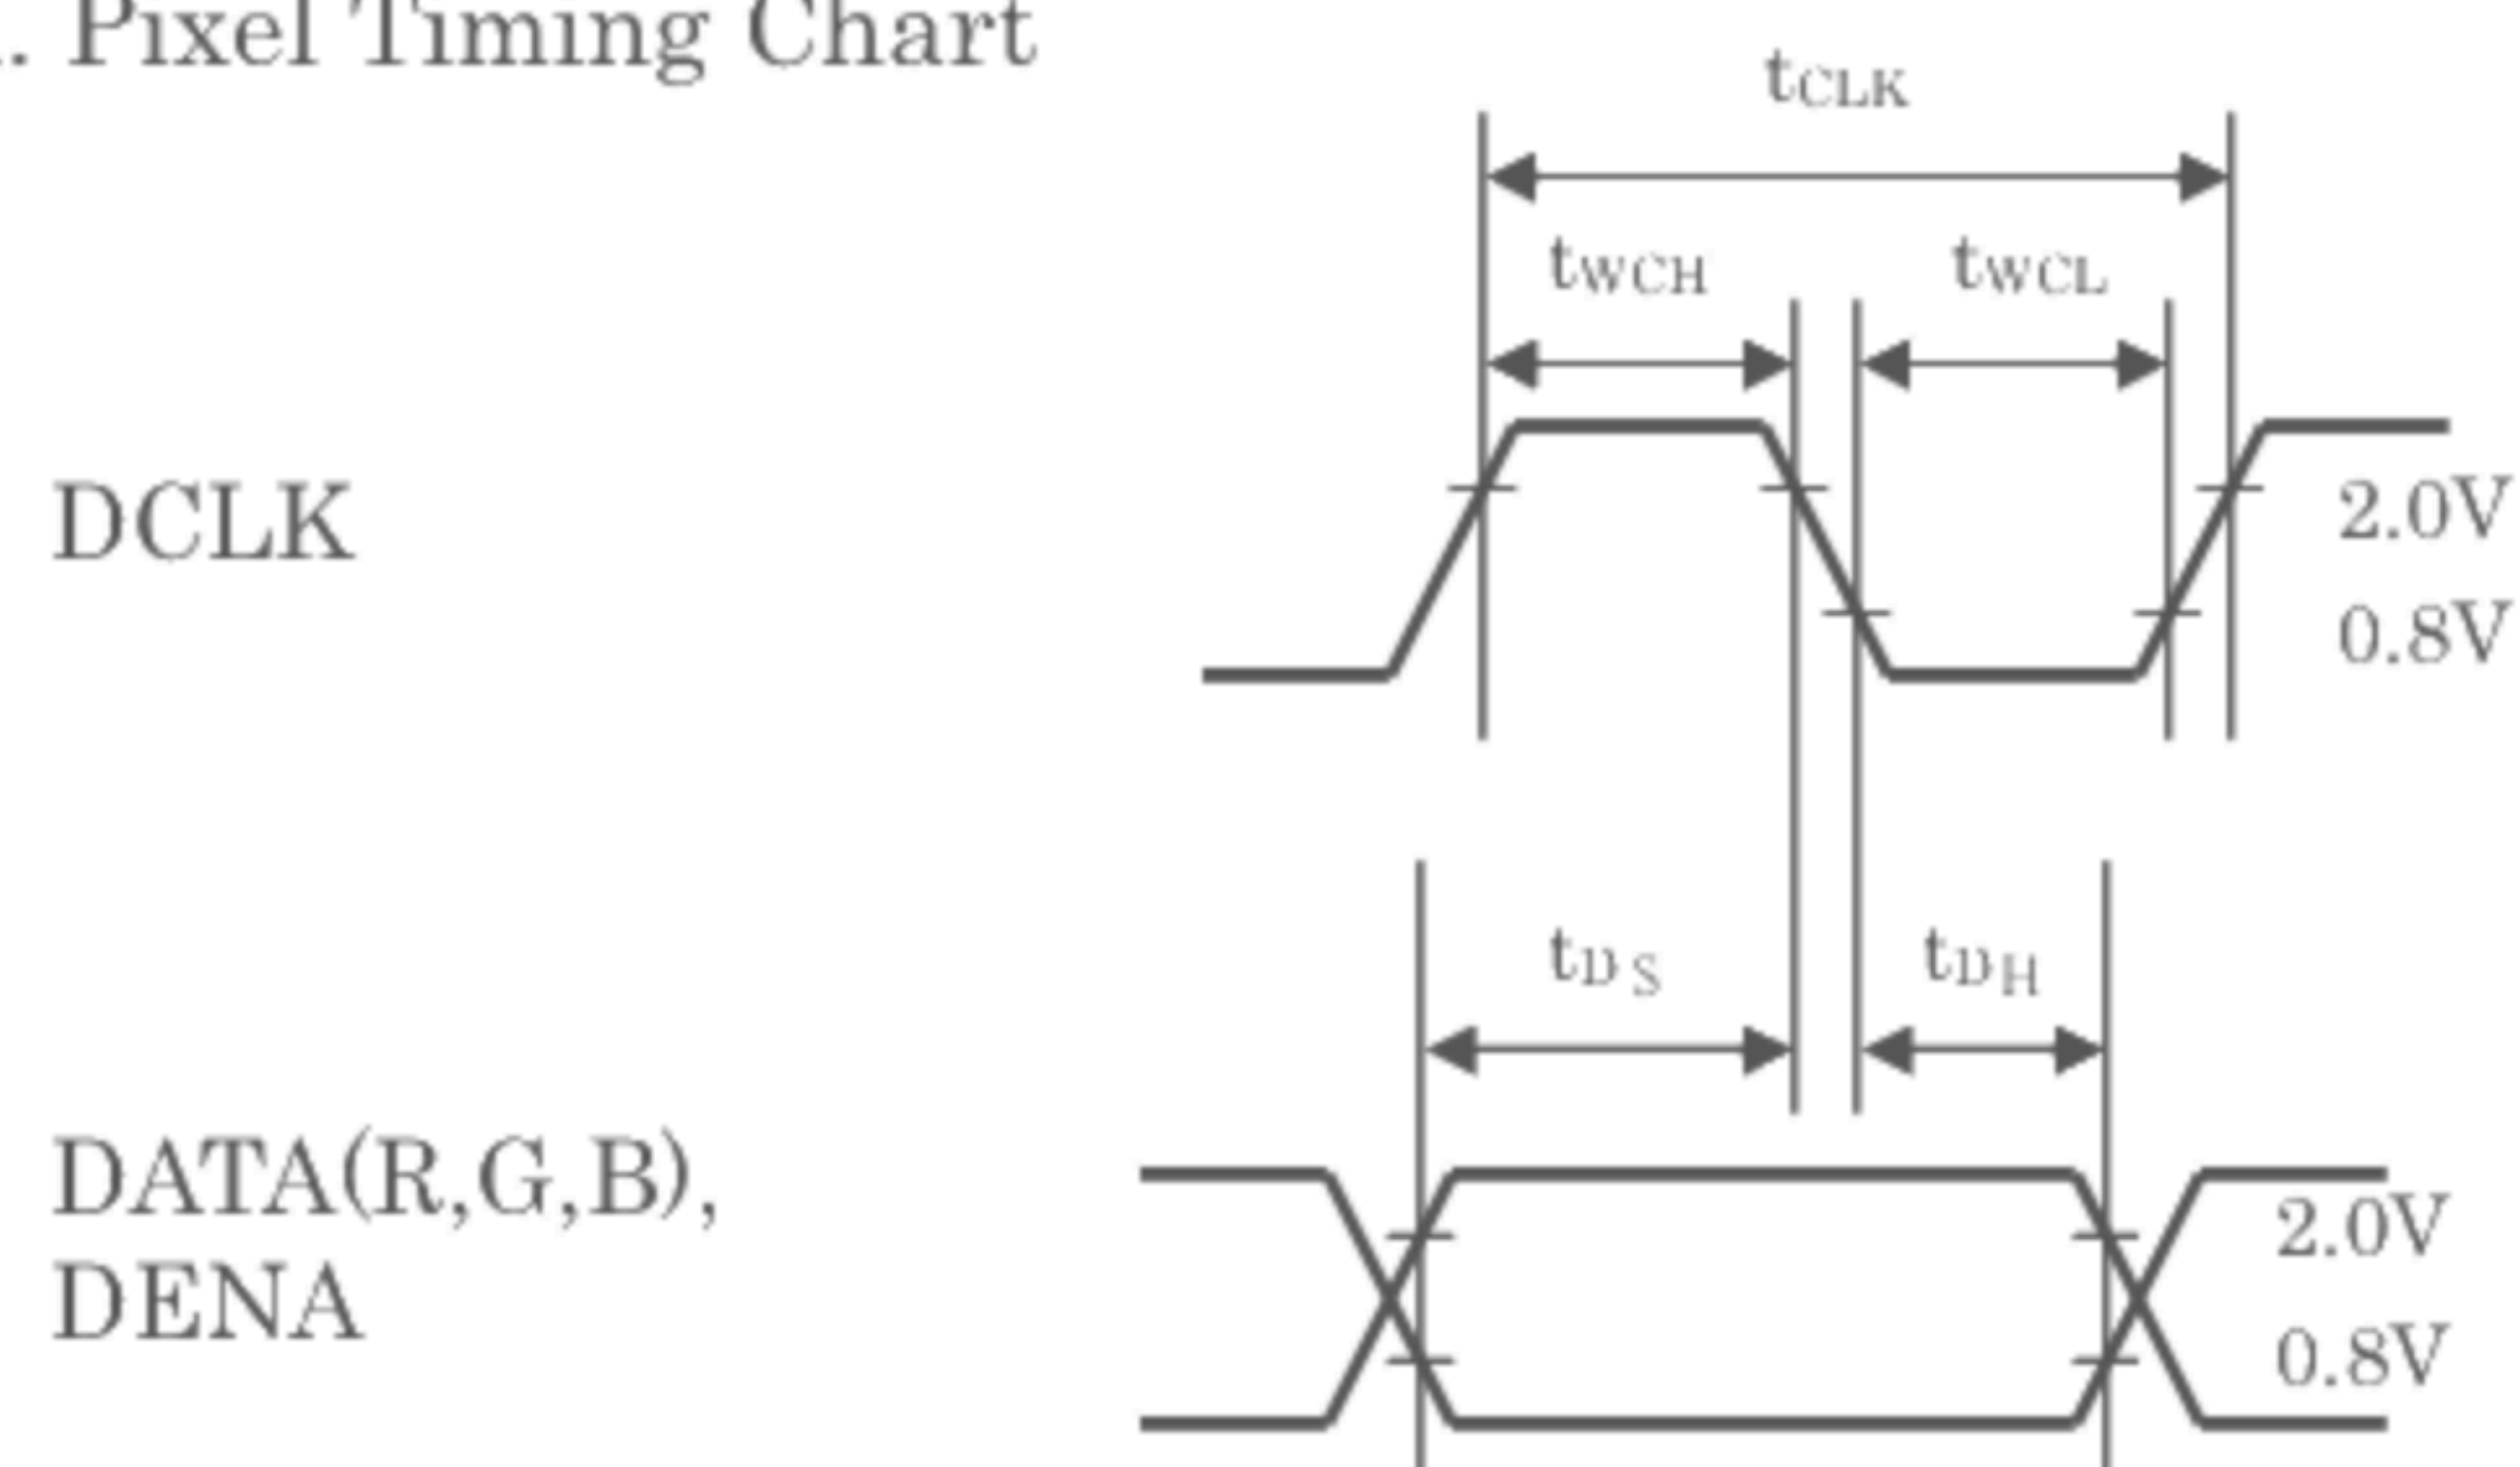 . Pixel Timing Chart
tCLK
tWCH
tWCL
DCLK
2.0V
0.8V
tDS
tDH
DATA(R,G,B),
DENA
2.0V
0.8V